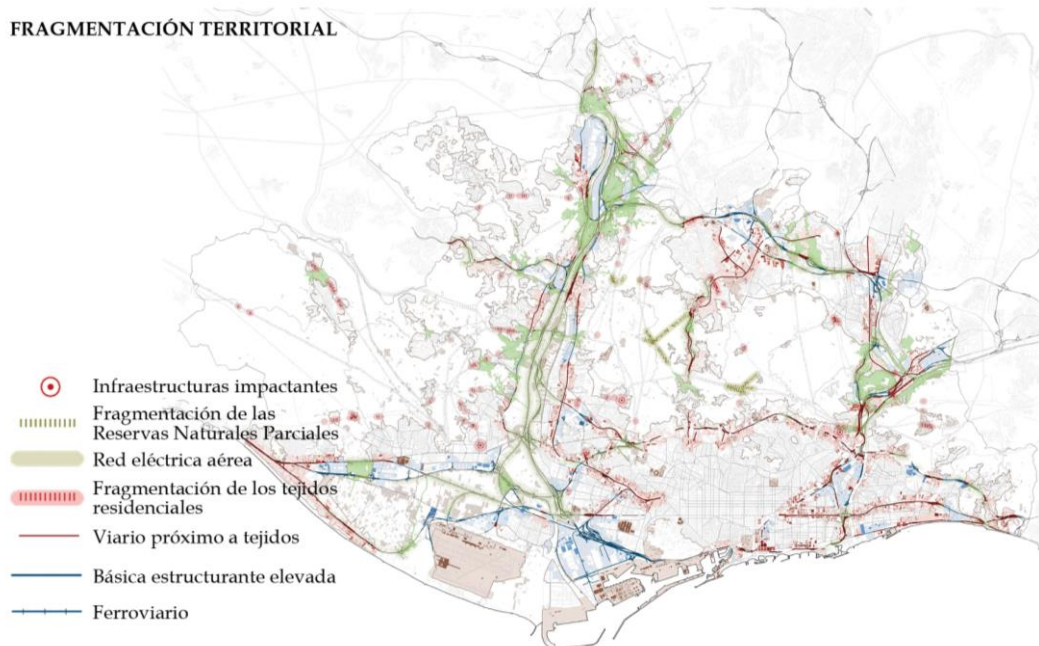 FRAGMENTACIÓN TERRITORIAL
Infraestructuras impactantes
Fragmentación de las
Reservas Naturales Parciales
Red eléctrica aérea
Fragmentación de los tejidos
residenciales
Viario próximo a tejidos
Básica estructurante elevada
Ferroviario